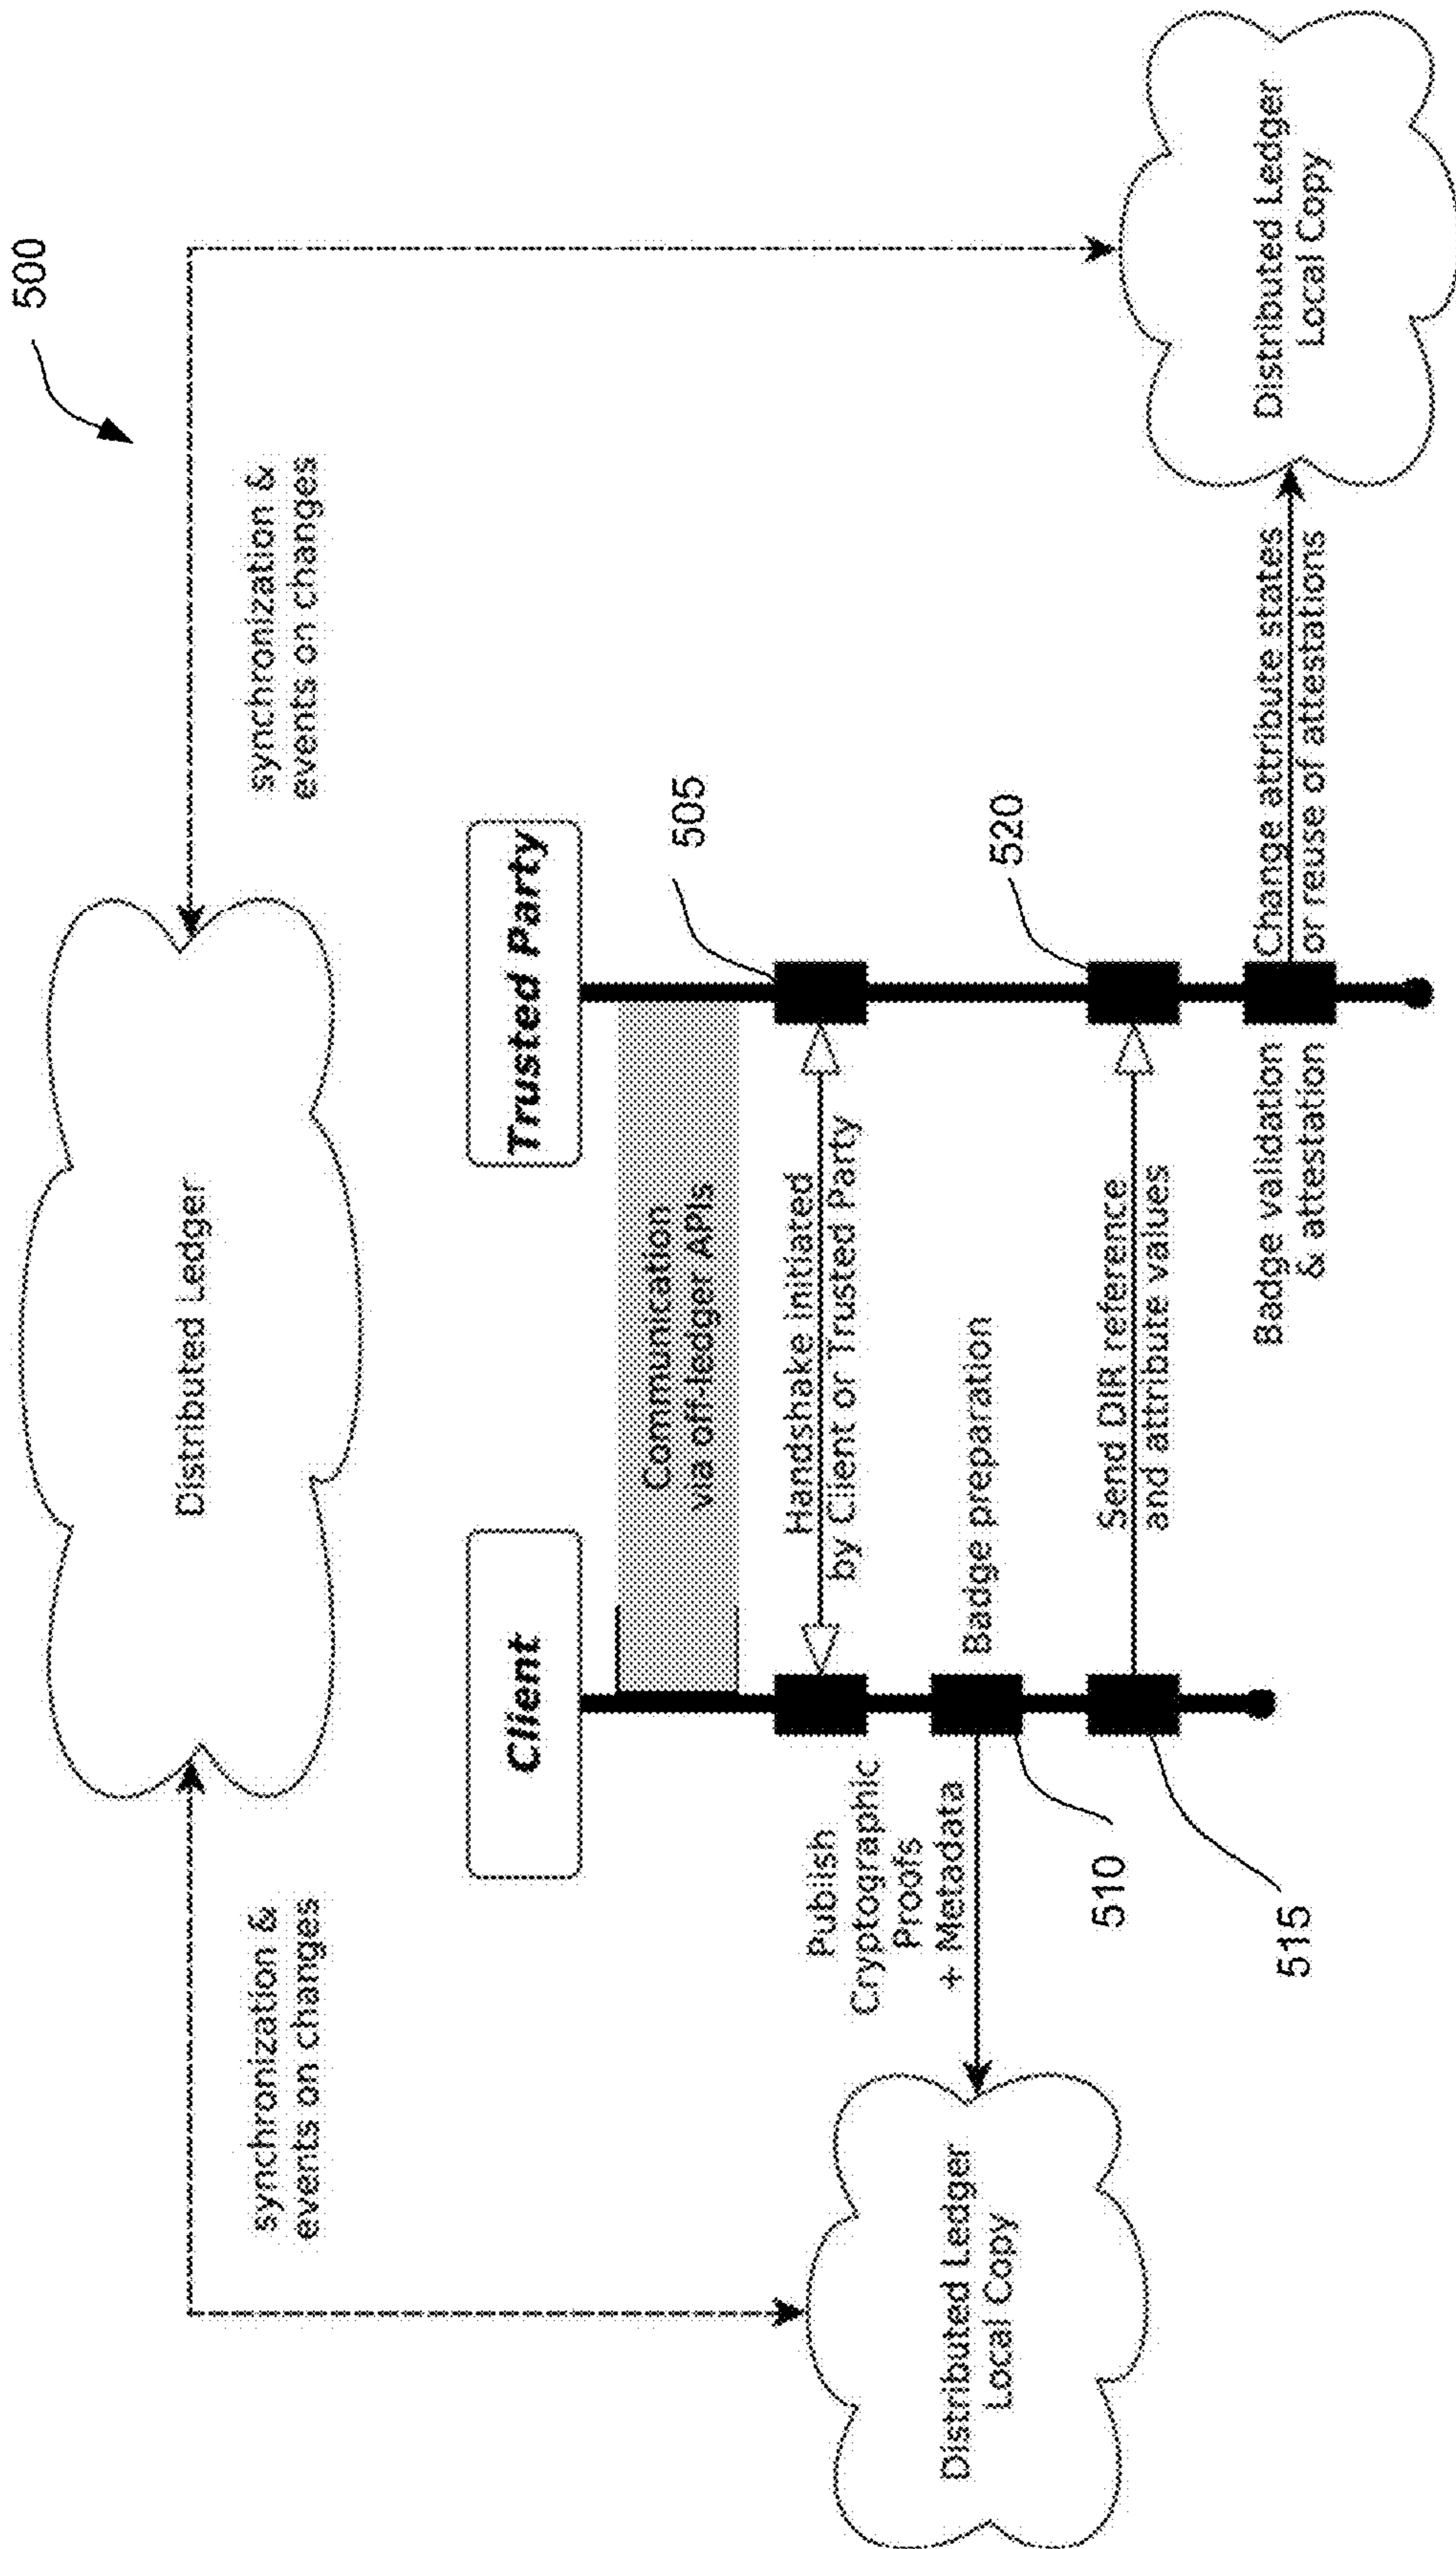 500
Distributed Ledger
synchronization &
events on changes
synchronization &
events on changes
Client
Trusted Party
Communication
via off-ledger APIs
505
Handshake initiated
by Client or Trusted Party
Publish
Cryptographic
Proofs
+ Metadata
Badge preparation
510
520
Send DIR reference
and attribute values
515
Distributed Ledger
Local Copy
Badge validation
& attestation
Change attribute states
or reuse of attestations
Distributed Ledger
Local Copy